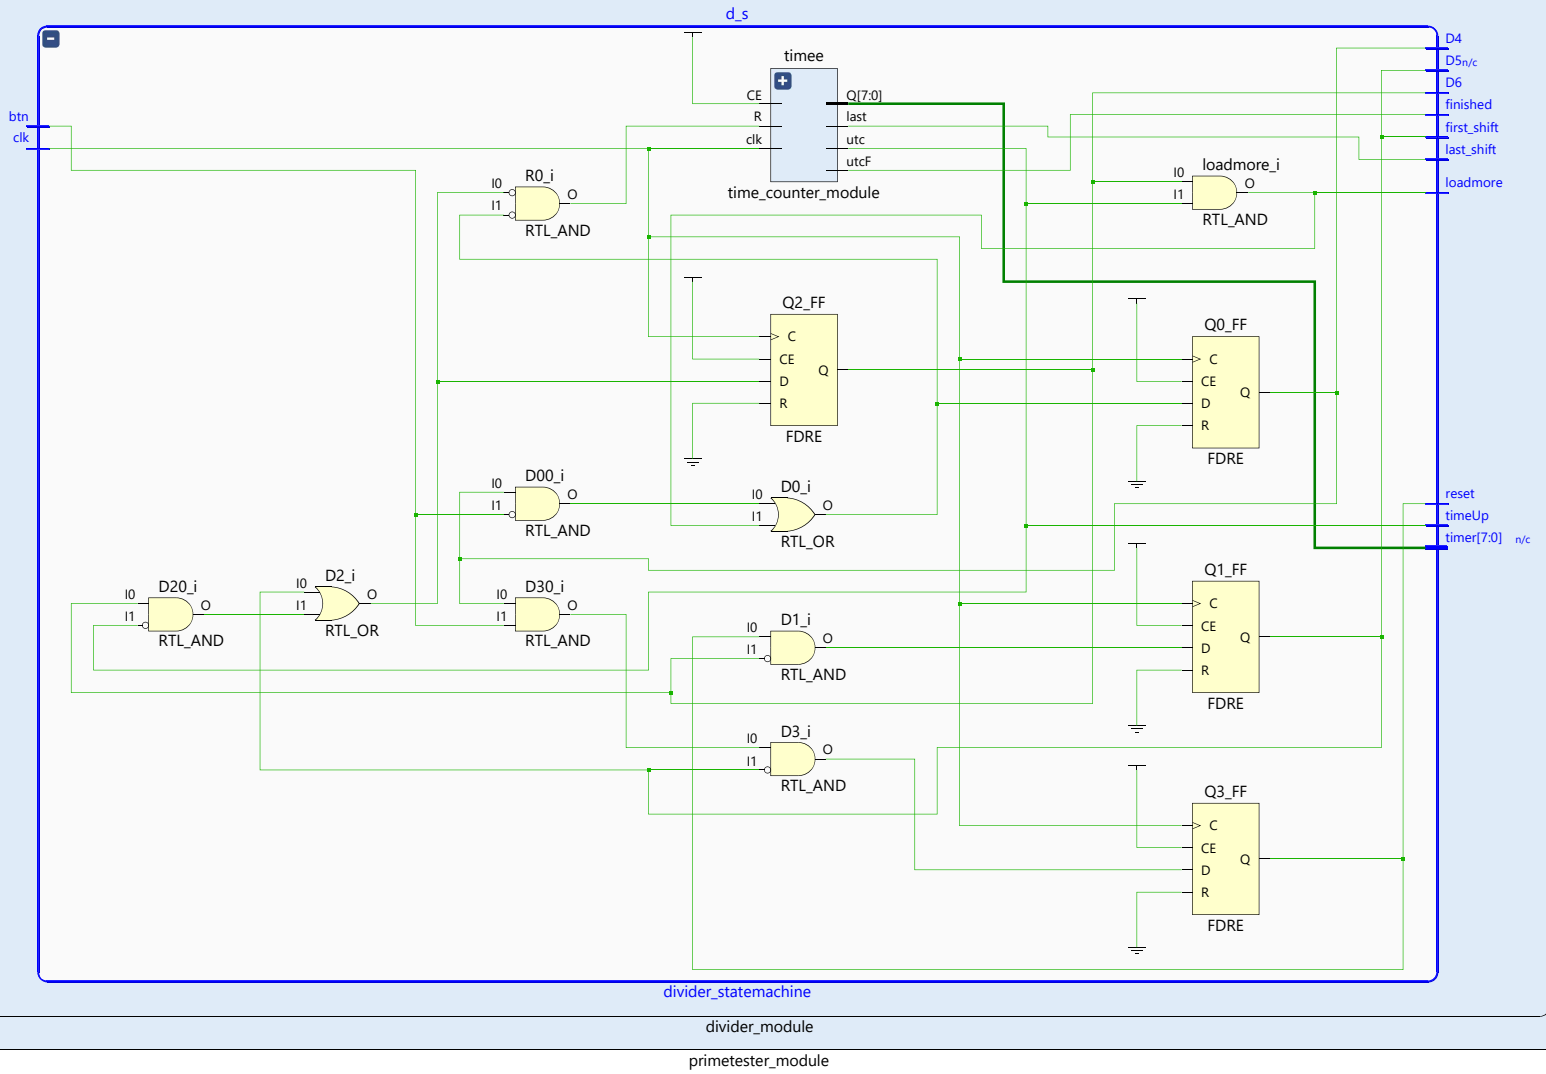 d_s
D4
D5 n/c
D6
finished
first_shift
last_shift
loadmore
btn
clk
timee
CE
R
clk
Q[7:0]
last
utc
utcF
time_counter_module
R0_i
I0
I1
O
RTL_AND
loadmore_i
I0
I1
O
RTL_AND
Q2_FF
C
CE
D
R
Q
FDRE
Q0_FF
C
CE
D
R
Q
FDRE
D00_i
I0
I1
O
RTL_AND
D0_i
I0
I1
O
RTL_OR
reset
timeUp
timer[7:0] n/c
D20_i
I0
I1
O
RTL_AND
D2_i
I0
I1
O
RTL_OR
D30_i
I0
I1
O
RTL_AND
D1_i
I0
I1
O
RTL_AND
Q1_FF
C
CE
D
R
Q
FDRE
D3_i
I0
I1
O
RTL_AND
Q3_FF
C
CE
D
R
Q
FDRE
divider_statemachine
divider_module
primetester_module